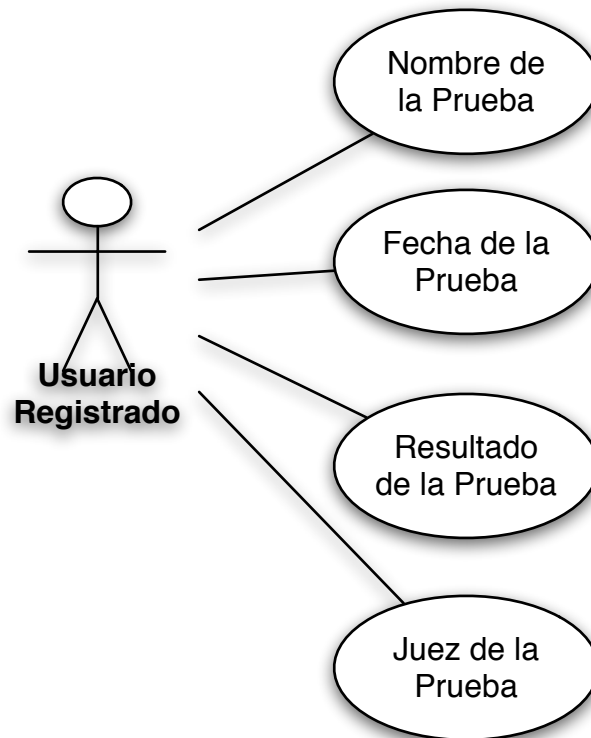 Nombre de
la Prueba
Fecha de la
Prueba
Usuario
Registrado
Resultado
de la Prueba
Juez de la
Prueba